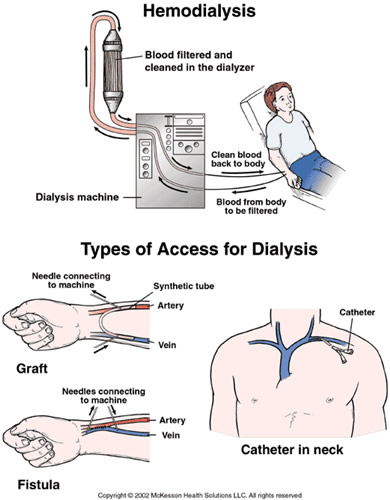 Hemodialysis
Blood filtered and
cleaned in the dialyzer
Clean blood
back to body
Dialysis machine
Blood from body
to be filtered
Types of Access for Dialysis
Needle connecting
to machine
Synthetic tube
Artery
Vein
Graft
Needles connecting
to machine
Artery
Vein
Fistula
Catheter
Catheter in neck
Copyright © 2002 McKesson Health Solutions LLC. All rights reserved